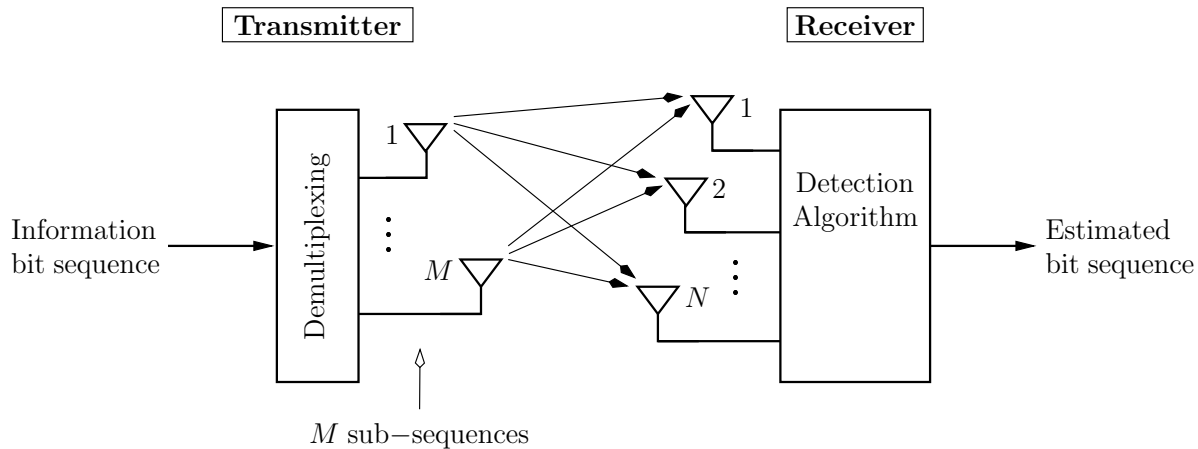 Transmitter
Receiver
1
1
2
Demultiplexing
Detection
Algorithm
Information
bit sequence
Estimated
bit sequence
M
N
M sub−sequences